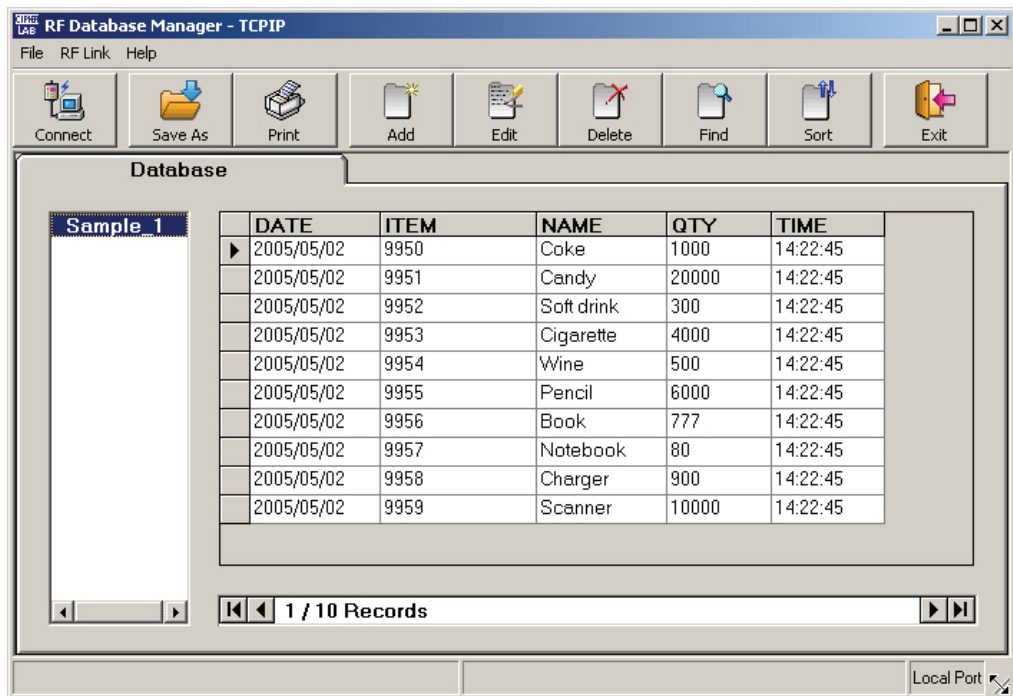 CIPHER LAB RF Database Manager - TCPIP
File RF Link Help
Connect Save As Print Add Edit Delete Find Sort Exit
Database
Sample_1
DATE ITEM NAME QTY TIME
2005/05/02 9950 Coke 1000 14:22:45
2005/05/02 9951 Candy 20000 14:22:45
2005/05/02 9952 Soft drink 300 14:22:45
2005/05/02 9953 Cigarette 4000 14:22:45
2005/05/02 9954 Wine 500 14:22:45
2005/05/02 9955 Pencil 6000 14:22:45
2005/05/02 9956 Book 777 14:22:45
2005/05/02 9957 Notebook 80 14:22:45
2005/05/02 9958 Charger 900 14:22:45
2005/05/02 9959 Scanner 10000 14:22:45
1 / 10 Records
Local Port